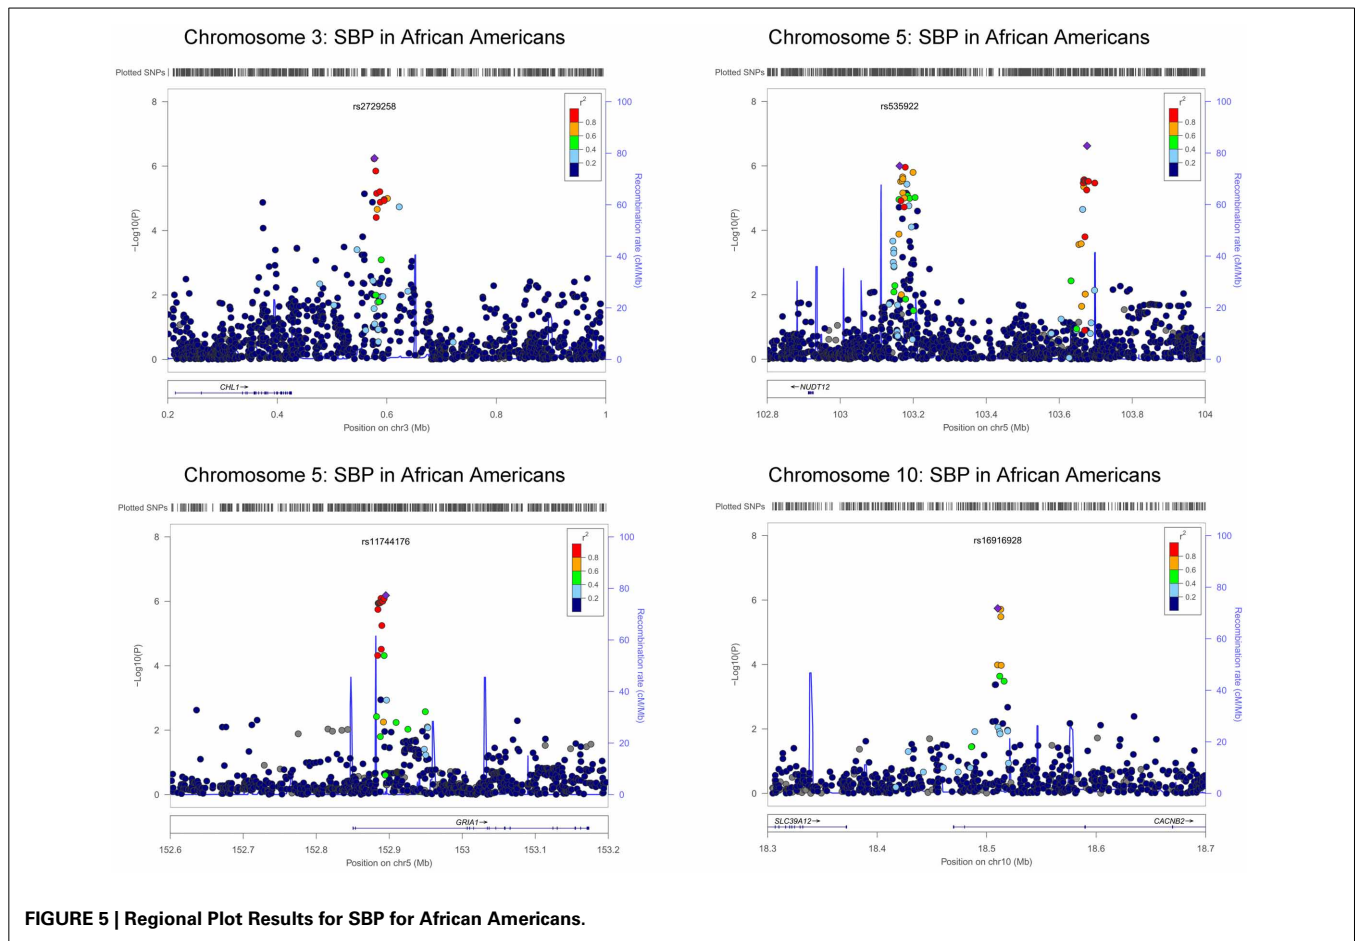 Chromosome 3: SBP in African Americans
Plotted SNPs
rs2729258
r2
0.8
0.6
0.4
0.2
8
6
4
2
0
−Log10(P)
100
80
60
40
20
0
Recombination rate (cM/Mb)
CHL1→
0.2 0.4 0.6 0.8 1
Position on chr3 (Mb)
Chromosome 5: SBP in African Americans
Plotted SNPs
rs535922
r2
0.8
0.6
0.4
0.2
8
6
4
2
0
−Log10(P)
100
80
60
40
20
0
Recombination rate (cM/Mb)
←NUDT12
102.8 103 103.2 103.4 103.6 103.8 104
Position on chr5 (Mb)
Chromosome 5: SBP in African Americans
Plotted SNPs
rs11744176
r2
0.8
0.6
0.4
0.2
8
6
4
2
0
−Log10(P)
100
80
60
40
20
0
Recombination rate (cM/Mb)
GRIA1→
152.6 152.7 152.8 152.9 153 153.1 153.2
Position on chr5 (Mb)
Chromosome 10: SBP in African Americans
Plotted SNPs
rs16916928
r2
0.8
0.6
0.4
0.2
8
6
4
2
0
−Log10(P)
100
80
60
40
20
0
Recombination rate (cM/Mb)
SLC39A12→ CACNB2→
18.3 18.4 18.5 18.6 18.7
Position on chr10 (Mb)
FIGURE 5 | Regional Plot Results for SBP for African Americans.